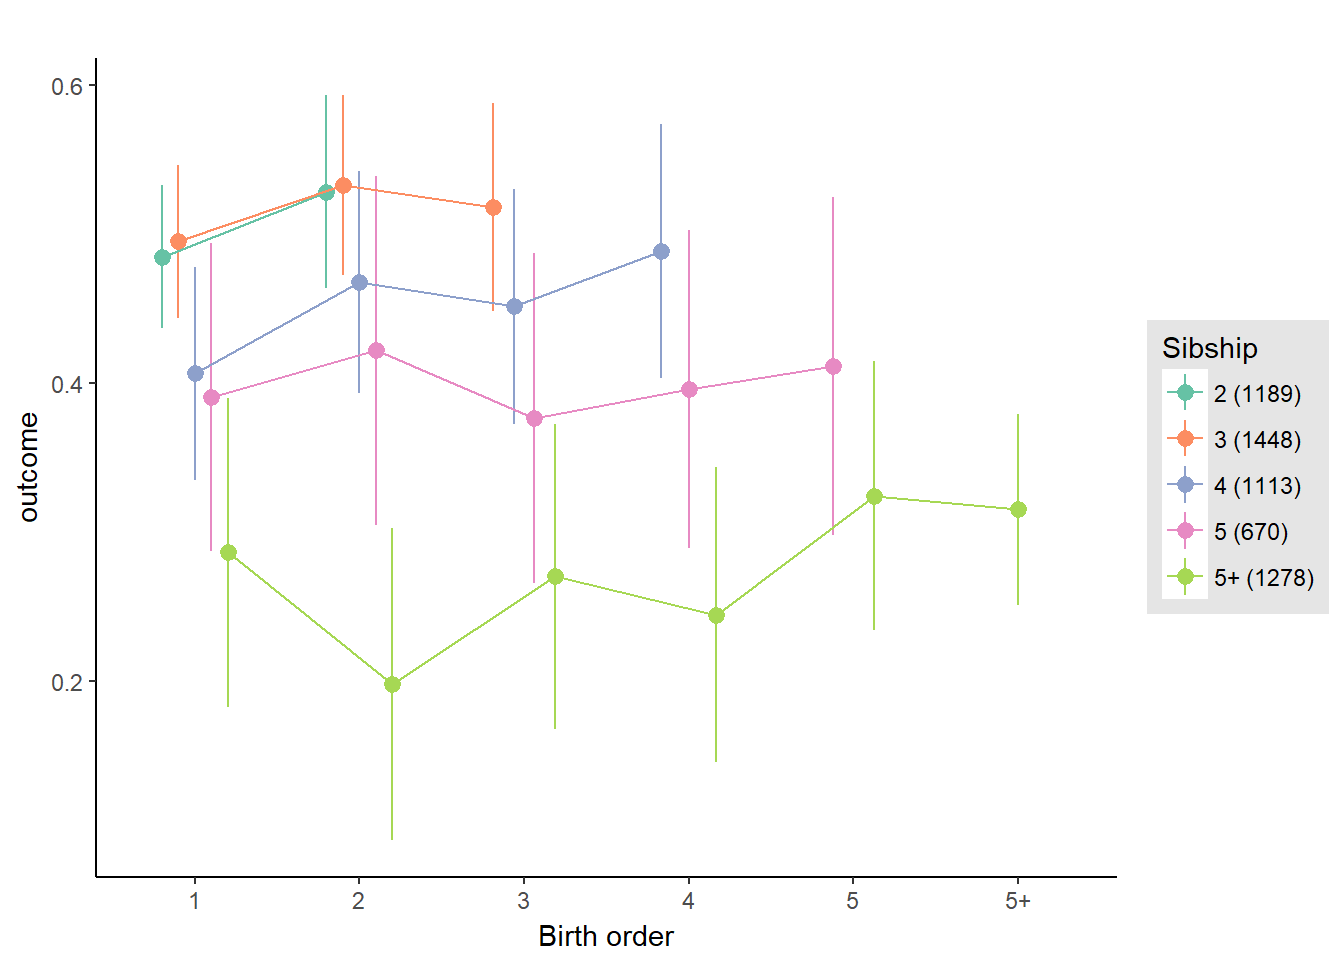 0.6
0.4
0.2
outcome
1 2 3 4 5 5+
Birth order
Sibship
2 (1189)
3 (1448)
4 (1113)
5 (670)
5+ (1278)